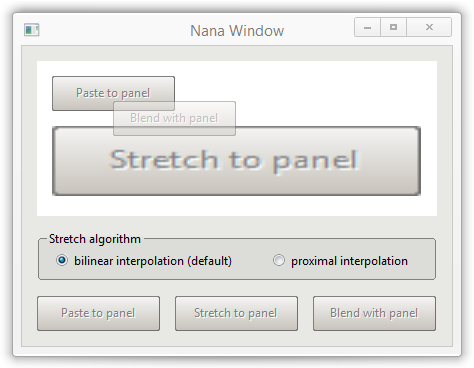 Nana Window
Paste to panel
Blend with panel
Stretch to panel
Stretch algorithm
bilinear interpolation (default) proximal interpolation
Paste to panel Stretch to panel Blend with panel